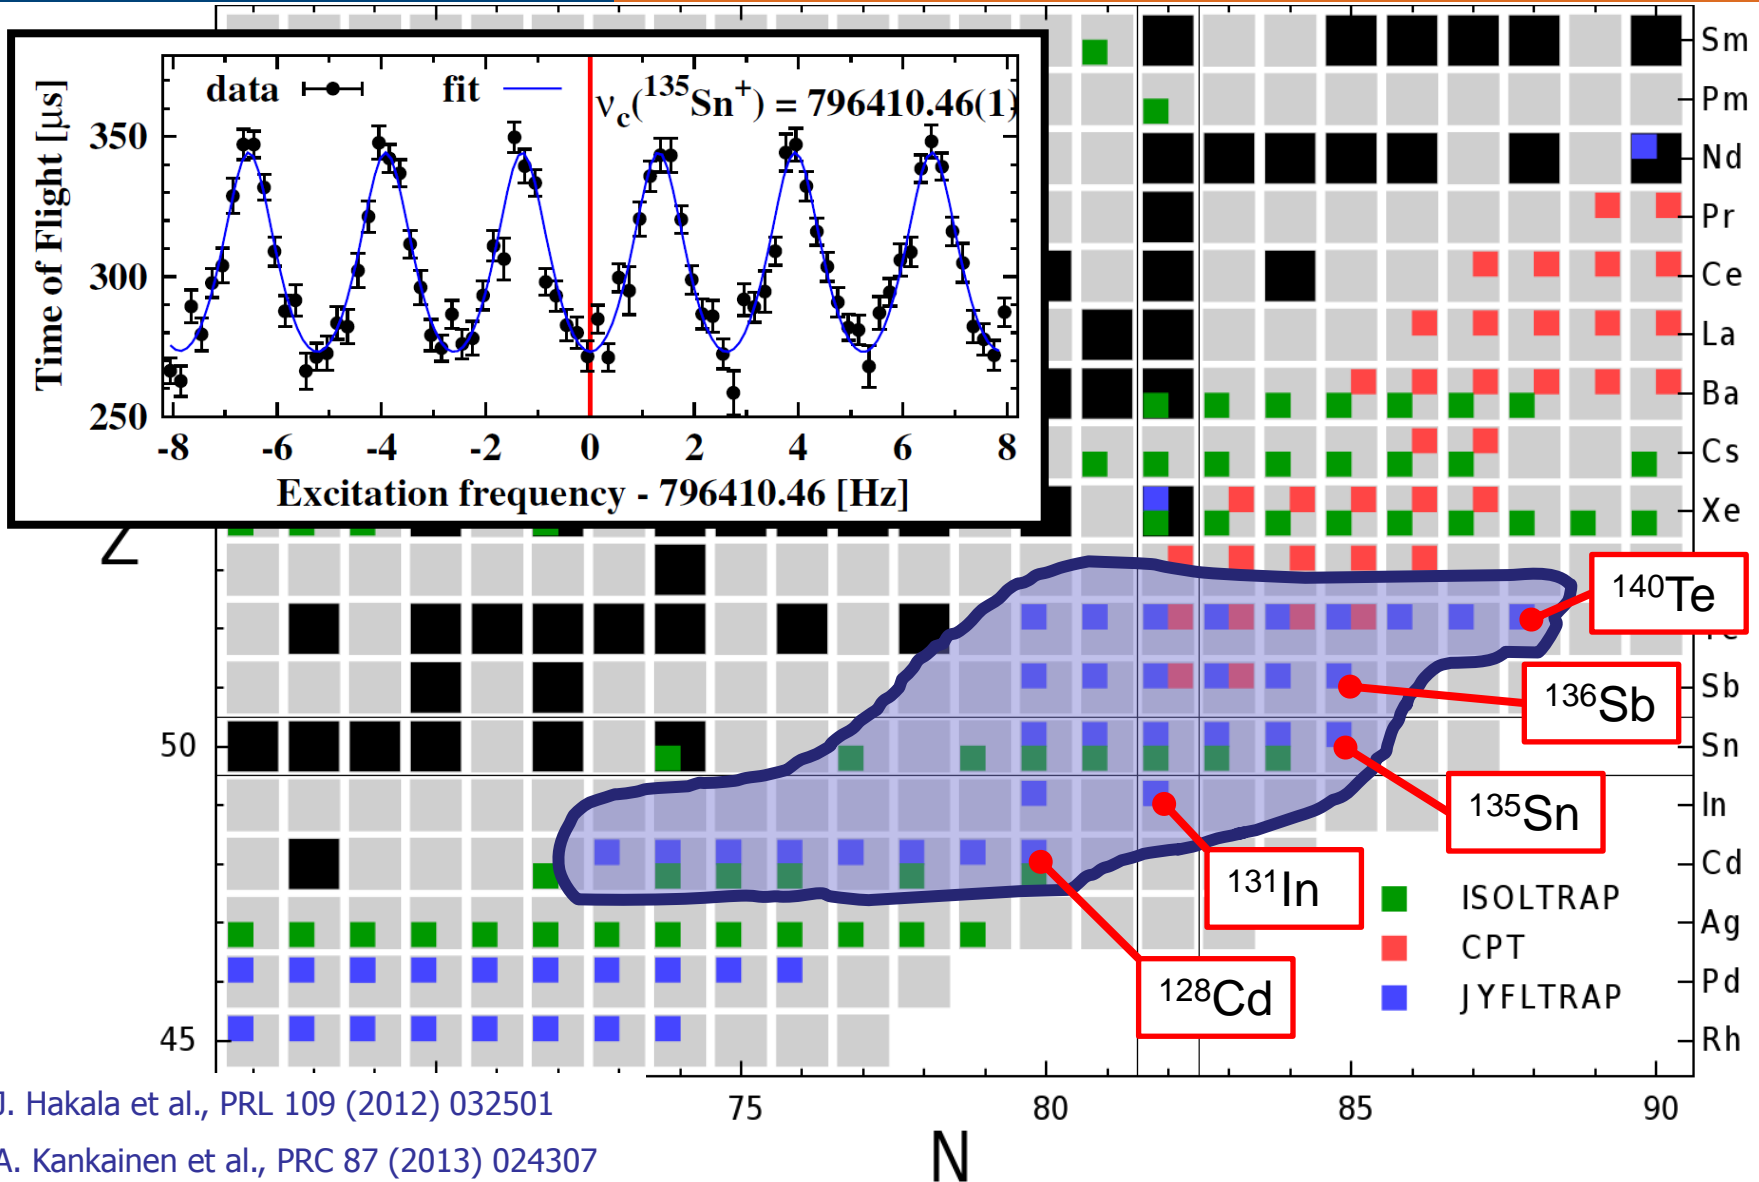 data
fit
νc(135Sn+) = 796410.46(1)
Time of Flight [µs]
350
300
250
-8 -6 -4 -2 0 2 4 6 8
Excitation frequency - 796410.46 [Hz]
Sm
Pm
Nd
Pr
Ce
La
Ba
Cs
Xe
Z
140Te
Sb
136Sb
50
Sn
In
135Sn
Cd
131In
ISOLTRAP
Ag
CPT
128Cd
Pd
JYFLTRAP
45
Rh
75 80 85 90
N
J. Hakala et al., PRL 109 (2012) 032501
A. Kankainen et al., PRC 87 (2013) 024307